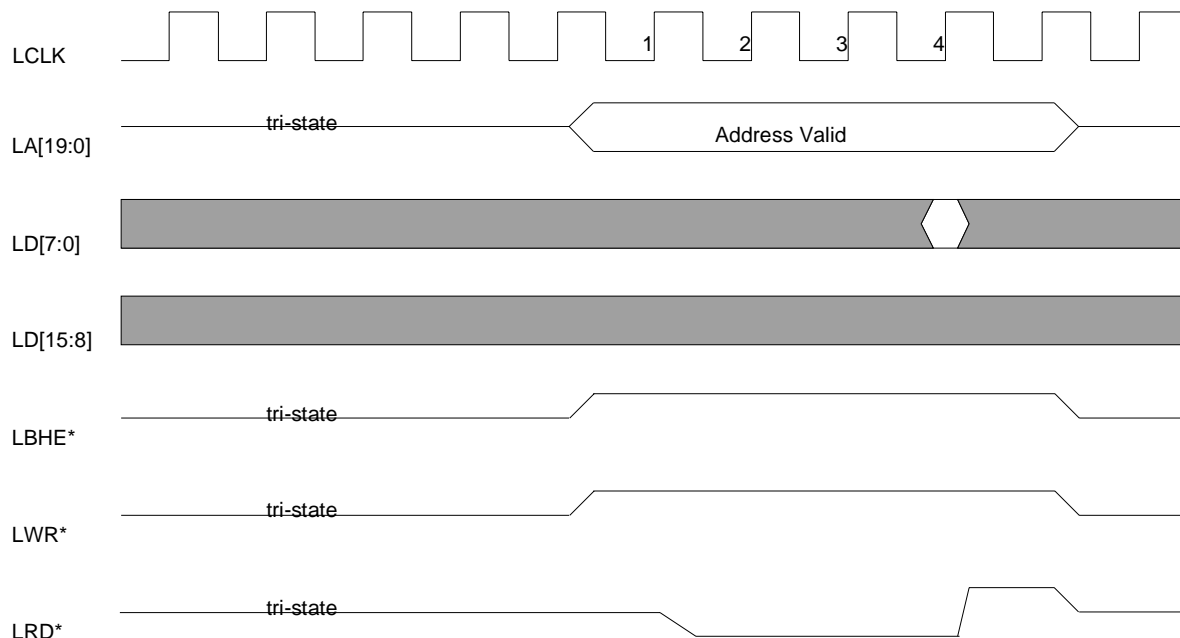 1 2 3 4
LCLK
tri-state
Address Valid
LA[19:0]
LD[7:0]
LD[15:8]
tri-state
LBHE*
tri-state
LWR*
tri-state
LRD*